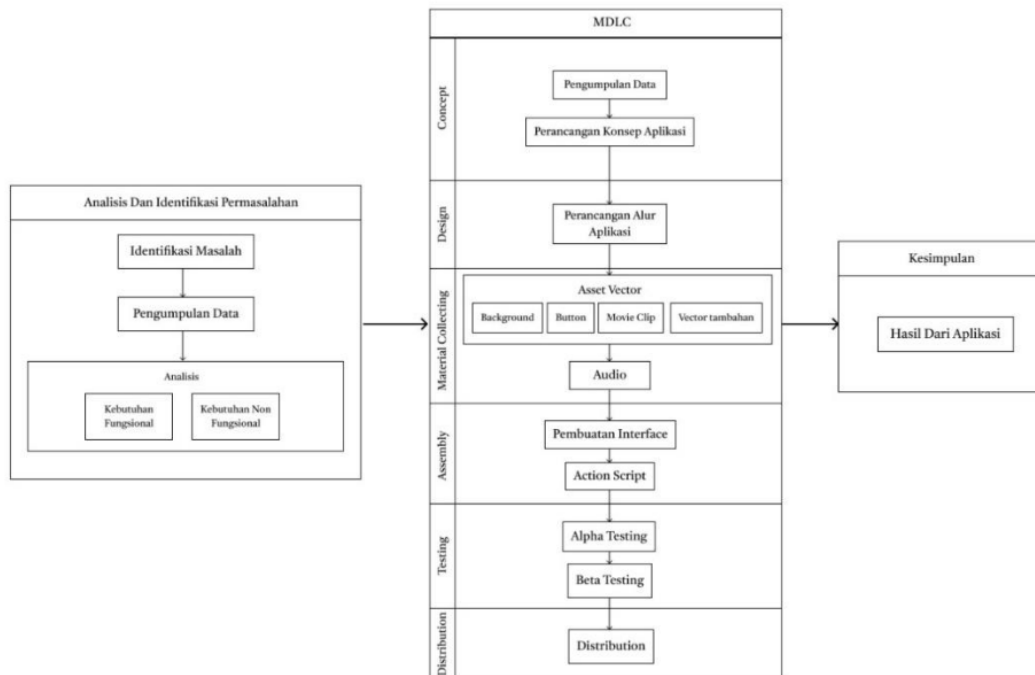 Analisis Dan Identifikasi Permasalahan
Identifikasi Masalah
Pengumpulan Data
Analisis
Kebutuhan
Fungsional
Kebutuhan Non
Fungsional
MDLC
Concept
Pengumpulan Data
Perancangan Konsep Aplikasi
Design
Perancangan Alur
Aplikasi
Material Collecting
Asset Vector
Background
Button
Movie Clip
Vector tambahan
Audio
Assembly
Pembuatan Interface
Action Script
Testing
Alpha Testing
Beta Testing
Distribution
Distribution
Kesimpulan
Hasil Dari Aplikasi